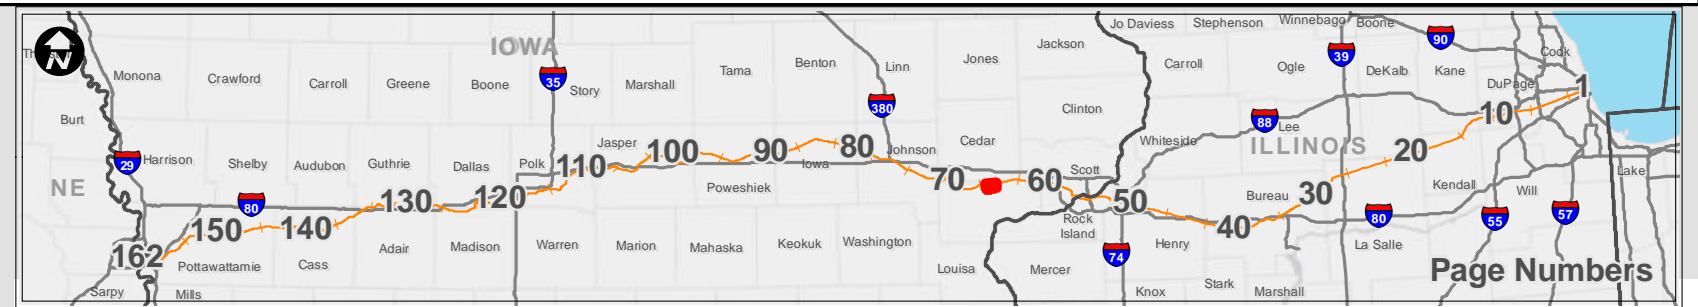 Jo Daviess Stephenson Winnebago Boone
IOWA
N
Jackson
90
39
Cook
Monona Crawford Carroll Greene Boone 35 Story Marshall Tama Benton Linn Jones Carroll Ogle DeKalb Kane
DuPage 1
380
Clinton
10
Burt
88 Lee
Whiteside
ILLINOIS
29 Harrison Shelby Audubon Guthrie Dallas Polk Jasper 110 100 90 Iowa 80 Johnson Cedar
20
Scott
Lake
NE
80
Poweshiek
70 60
130 120
50
Bureau 30 Kendall Will
150 140
Rock
Island
40
80 55 57
162 Pottawattamie Cass Adair Madison Warren Marion Mahaska Keokuk Washington
74 Henry
La Salle
Louisa Mercer
Page Numbers
Sarpy Mills
Knox Stark Marshall